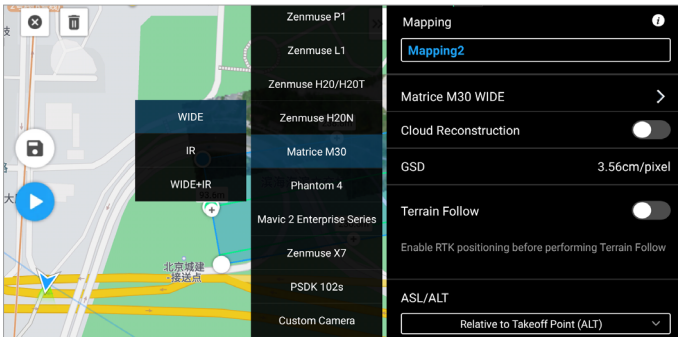 Zenmuse P1
Zenmuse L1
Zenmuse H20/H20T
Zenmuse H20N
Matrice M30
Phantom 4
Mavic 2 Enterprise Series
Zenmuse X7
PSDK 102s
Custom Camera
WIDE
IR
WIDE+IR
北京城建
接送点
大
Mapping
Mapping2
Matrice M30 WIDE
Cloud Reconstruction
GSD 3.56cm/pixel
Terrain Follow
Enable RTK positioning before performing Terrain Follow
ASL/ALT
Relative to Takeoff Point (ALT)